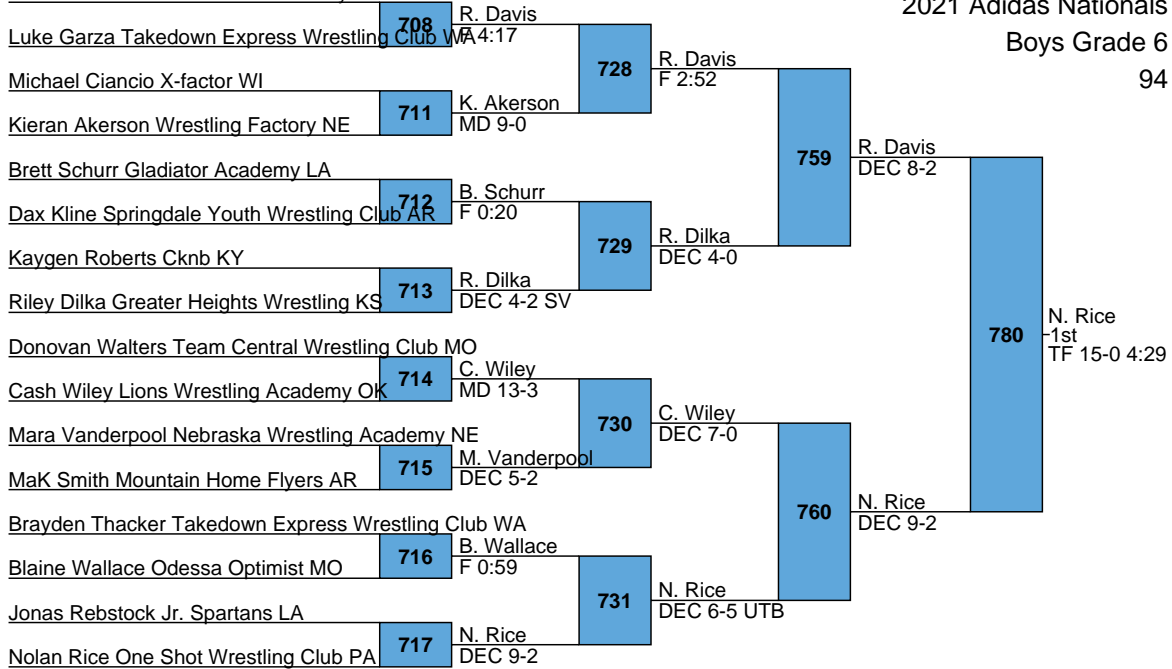 2021 Adidas Nationals
Boys Grade 6
94
Luke Garza Takedown Express Wrestling Club WA
Michael Ciancio X-factor WI
Kieran Akerson Wrestling Factory NE
Brett Schurr Gladiator Academy LA
Dax Kline Springdale Youth Wrestling Club AR
Kaygen Roberts Cknb KY
Riley Dilka Greater Heights Wrestling KS
Donovan Walters Team Central Wrestling Club MO
Cash Wiley Lions Wrestling Academy OK
Mara Vanderpool Nebraska Wrestling Academy NE
MaK Smith Mountain Home Flyers AR
Brayden Thacker Takedown Express Wrestling Club WA
Blaine Wallace Odessa Optimist MO
Jonas Rebstock Jr. Spartans LA
Nolan Rice One Shot Wrestling Club PA
708
R. Davis
F 4:17
711
K. Akerson
MD 9-0
712
B. Schurr
F 0:20
713
R. Dilka
DEC 4-2 SV
714
C. Wiley
MD 13-3
715
M. Vanderpool
DEC 5-2
716
B. Wallace
F 0:59
717
N. Rice
DEC 9-2
728
R. Davis
F 2:52
729
R. Dilka
DEC 4-0
730
C. Wiley
DEC 7-0
731
N. Rice
DEC 6-5 UTB
759
R. Davis
DEC 8-2
760
N. Rice
DEC 9-2
780
N. Rice
1st
TF 15-0 4:29